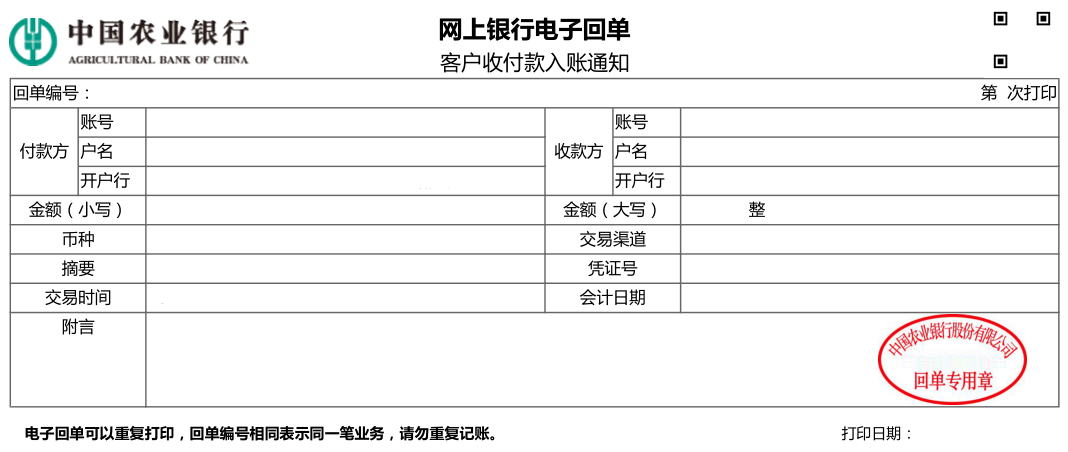 中国农业银行
AGRICULTURAL BANK OF CHINA
网上银行电子回单
客户收付款入账通知
回单编号： 第 次打印
付款方 账号 收款方 账号
户名 户名
开户行 开户行
金额（小写） 金额（大写） 整
币种 交易渠道
摘要 凭证号
交易时间 会计日期
附言
中国农业银行股份有限公司
回单专用章
电子回单可以重复打印，回单编号相同表示同一笔业务，请勿重复记账。 打印日期：